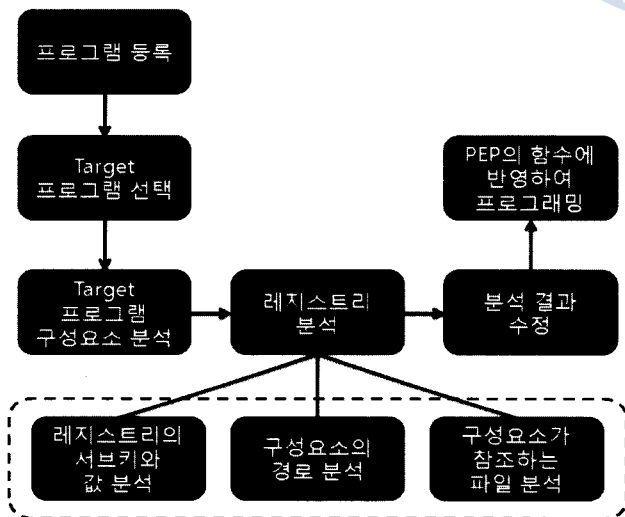 프로그램 등록
Target
프로그램 선택
Target
프로그램
구성요소 분석
레지스트리
분석
분석 결과
수정
PEP의 함수에
반영하여
프로그래밍
레지스트리의
서브키와
값 분석
구성요소의
경로 분석
구성요소가
참조하는
파일 분석